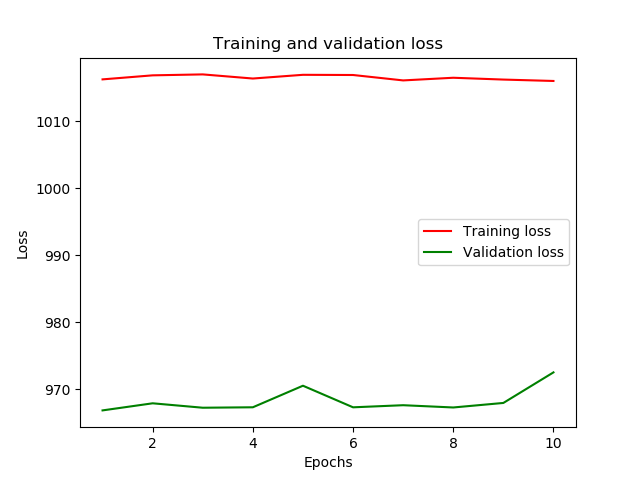 Training and validation loss
1010
1000
990
980
970
Loss
Training loss
Validation loss
2 4 6 8 10
Epochs